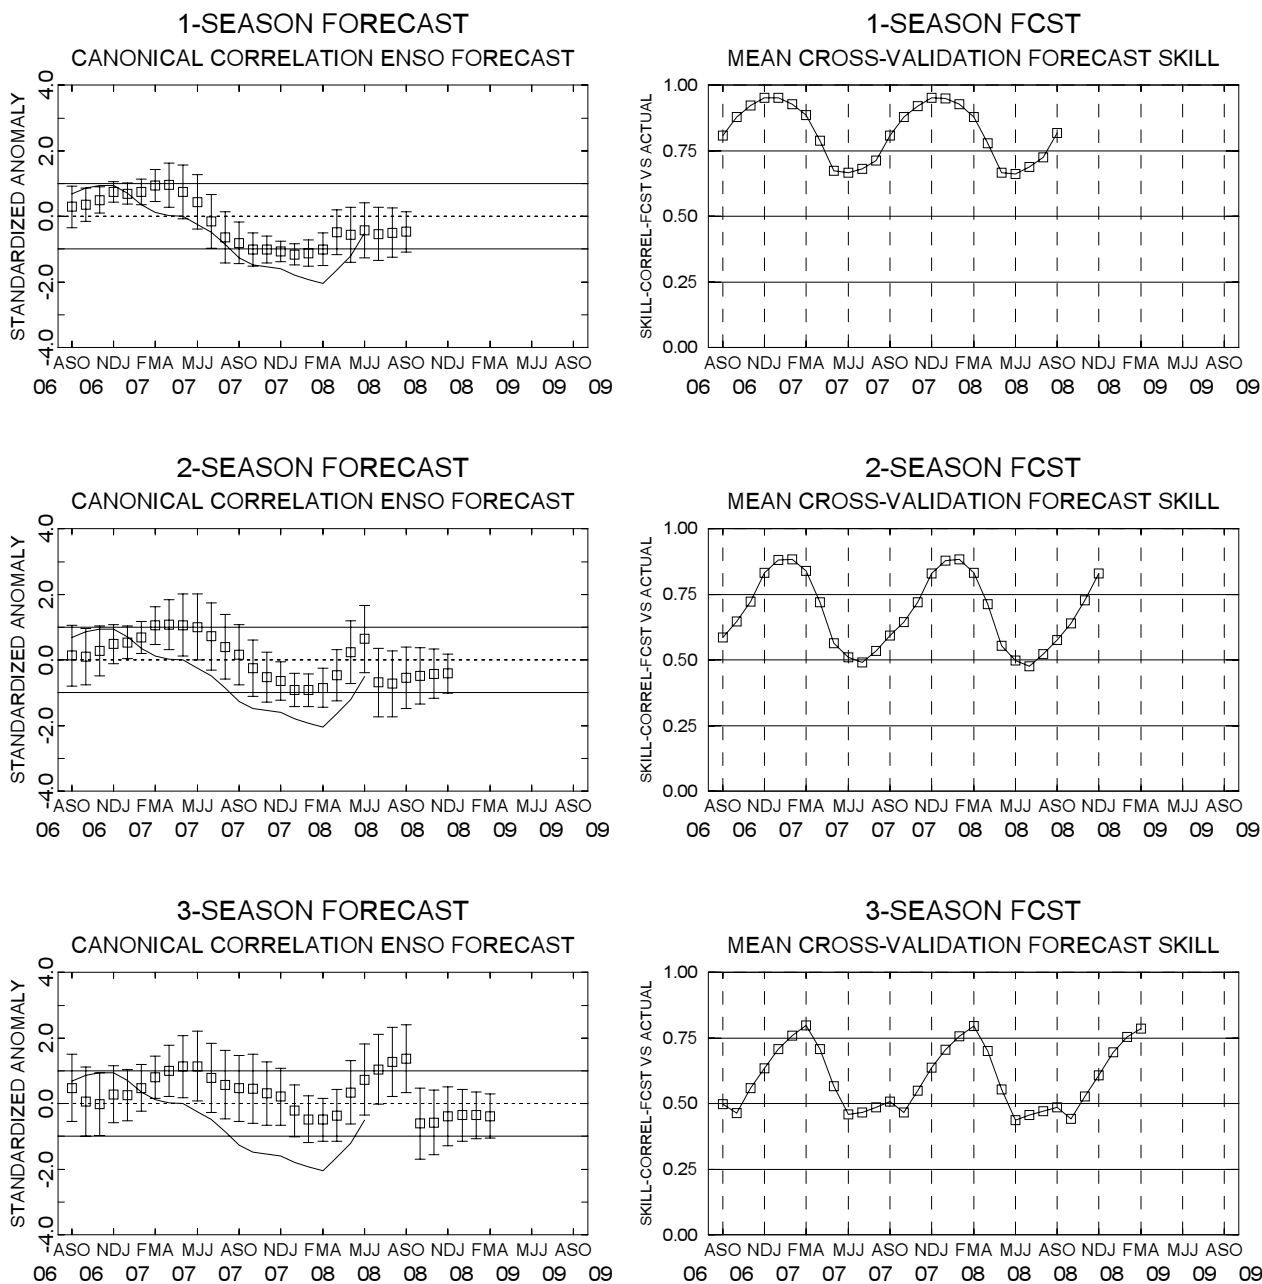 1-SEASON FORECAST
CANONICAL CORRELATION ENSO FORECAST
STANDARDIZED ANOMALY
4.0
2.0
0.0
-2.0
-4.0
ASO NDJ FMA MJJ ASO NDJ FMA MJJ ASO NDJ FMA MJJ ASO
06 06 07 07 07 07 08 08 08 08 09 09 09
1-SEASON FCST
MEAN CROSS-VALIDATION FORECAST SKILL
SKILL-CORREL-FCST VS ACTUAL
1.00
0.75
0.50
0.25
0.00
ASO NDJ FMA MJJ ASO NDJ FMA MJJ ASO NDJ FMA MJJ ASO
06 06 07 07 07 07 08 08 08 08 09 09 09
2-SEASON FORECAST
CANONICAL CORRELATION ENSO FORECAST
STANDARDIZED ANOMALY
4.0
2.0
0.0
-2.0
-4.0
ASO NDJ FMA MJJ ASO NDJ FMA MJJ ASO NDJ FMA MJJ ASO
06 06 07 07 07 07 08 08 08 08 09 09 09
2-SEASON FCST
MEAN CROSS-VALIDATION FORECAST SKILL
SKILL-CORREL-FCST VS ACTUAL
1.00
0.75
0.50
0.25
0.00
ASO NDJ FMA MJJ ASO NDJ FMA MJJ ASO NDJ FMA MJJ ASO
06 06 07 07 07 07 08 08 08 08 09 09 09
3-SEASON FORECAST
CANONICAL CORRELATION ENSO FORECAST
STANDARDIZED ANOMALY
4.0
2.0
0.0
-2.0
-4.0
ASO NDJ FMA MJJ ASO NDJ FMA MJJ ASO NDJ FMA MJJ ASO
06 06 07 07 07 07 08 08 08 08 09 09 09
3-SEASON FCST
MEAN CROSS-VALIDATION FORECAST SKILL
SKILL-CORREL-FCST VS ACTUAL
1.00
0.75
0.50
0.25
0.00
ASO NDJ FMA MJJ ASO NDJ FMA MJJ ASO NDJ FMA MJJ ASO
06 06 07 07 07 07 08 08 08 08 09 09 09